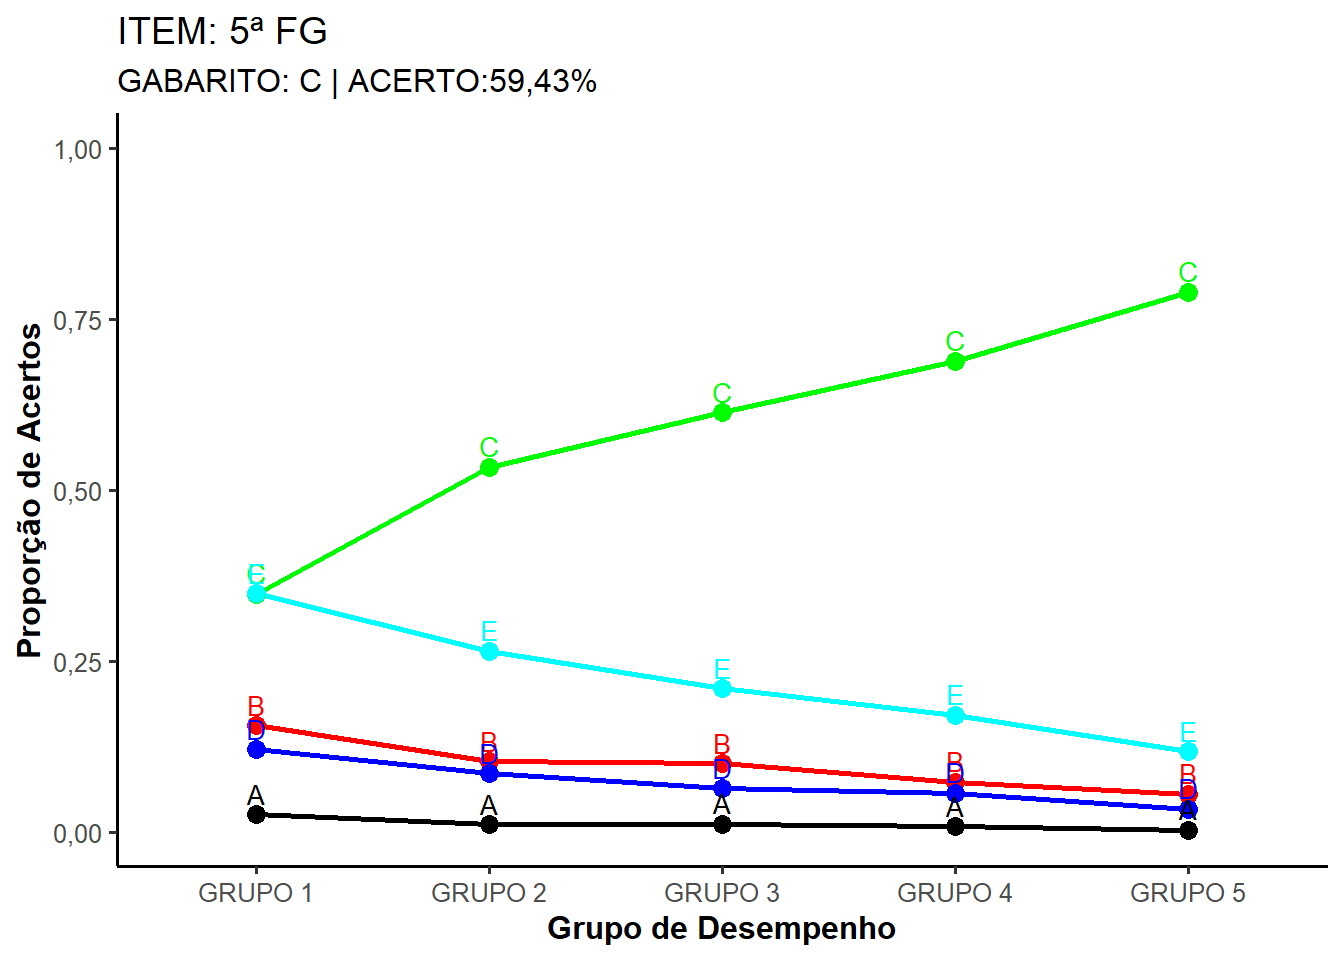 ITEM: 5ª FG
GABARITO: C | ACERTO:59,43%
1,00
0,75
0,50
0,25
0,00
Proporção de Acertos
C
C
C
C
C
E
E
E
E
E
B
B
B
B
B
D
D
D
D
D
A
A
A
A
A
GRUPO 1 GRUPO 2 GRUPO 3 GRUPO 4 GRUPO 5
Grupo de Desempenho